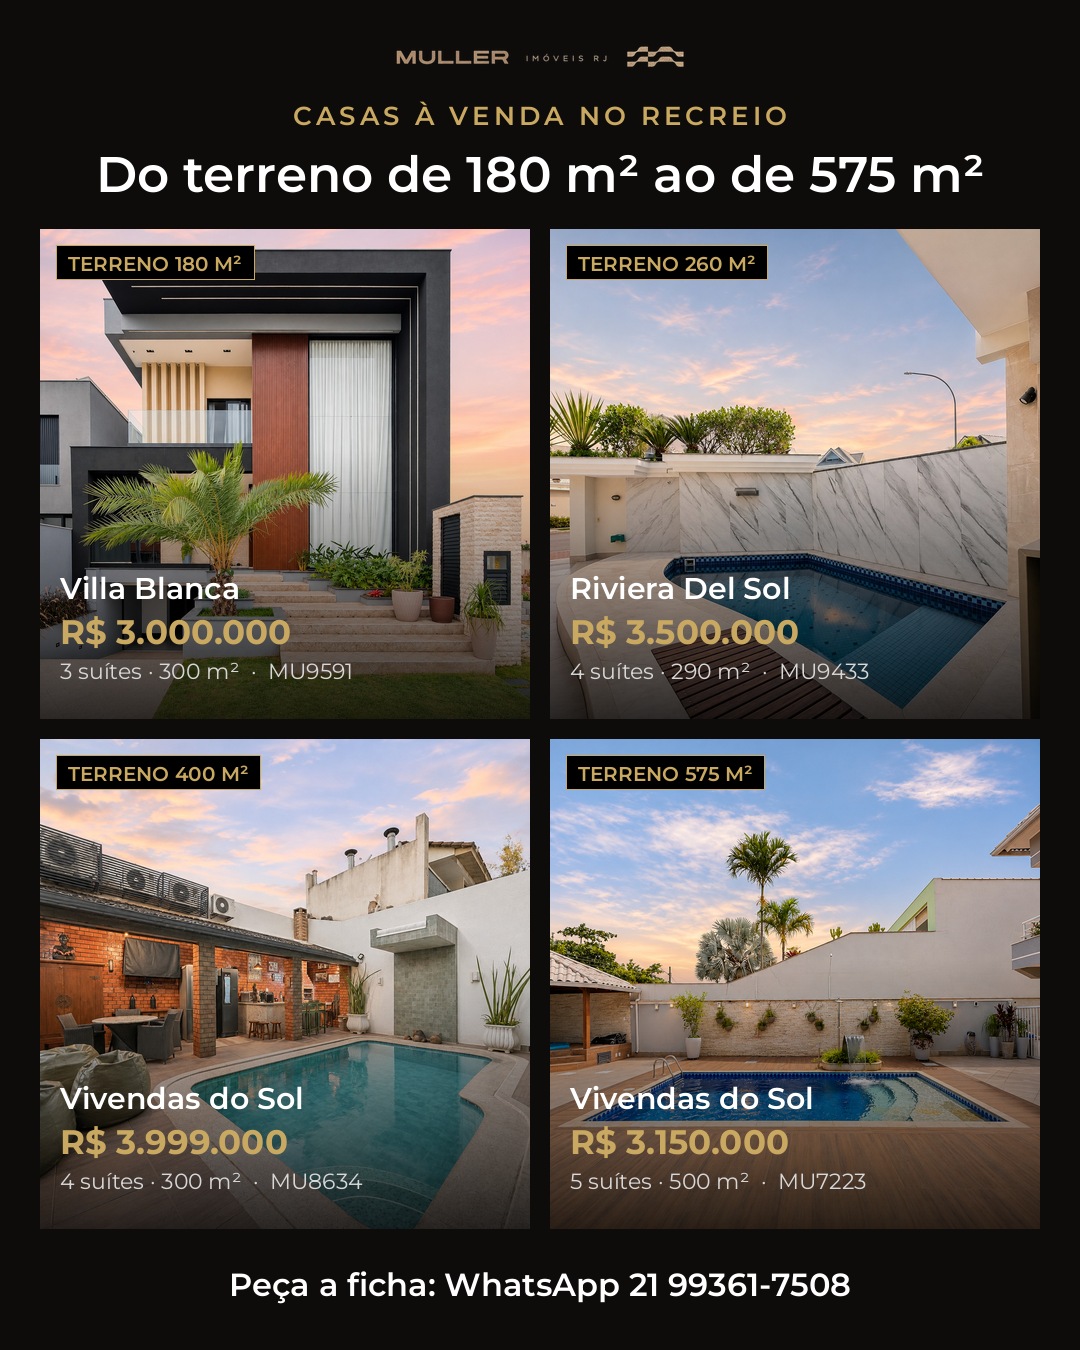 MULLER IMÓVEIS RJ
CASAS À VENDA NO RECREIO
Do terreno de 180 m² ao de 575 m²
TERRENO 180 M²
Villa Blanca
R$ 3.000.000
3 suítes · 300 m² · MU9591
TERRENO 260 M²
Riviera Del Sol
R$ 3.500.000
4 suítes · 290 m² · MU9433
TERRENO 400 M²
Vivendas do Sol
R$ 3.999.000
4 suítes · 300 m² · MU8634
TERRENO 575 M²
Vivendas do Sol
R$ 3.150.000
5 suítes · 500 m² · MU7223
Peça a ficha: WhatsApp 21 99361-7508